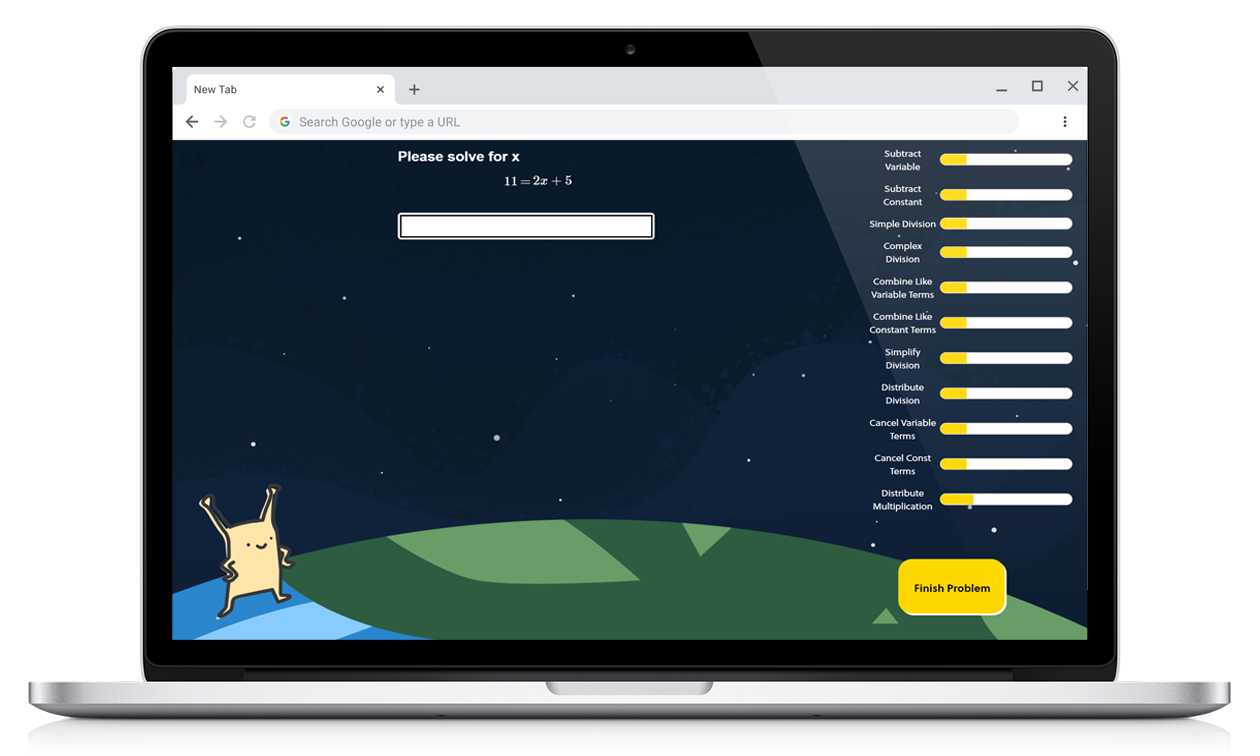 New Tab
Search Google or type a URL
Please solve for x
11 = 2x + 5
Subtract
Variable
Subtract
Constant
Simple Division
Complex
Division
Combine Like
Variable Terms
Combine Like
Constant Terms
Simplify
Division
Distribute
Division
Cancel Variable
Terms
Cancel Const
Terms
Distribute
Multiplication
Finish Problem